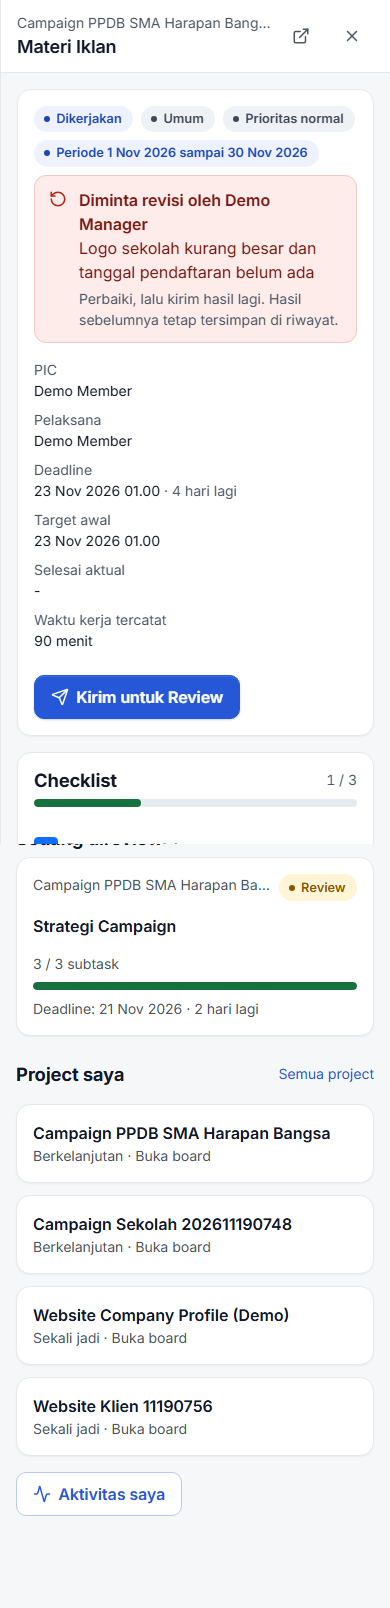 Campaign PPDB SMA Harapan Bang...
Materi Iklan
Dikerjakan
Umum
Prioritas normal
Periode 1 Nov 2026 sampai 30 Nov 2026
Diminta revisi oleh Demo
Manager
Logo sekolah kurang besar dan
tanggal pendaftaran belum ada
Perbaiki, lalu kirim hasil lagi. Hasil
sebelumnya tetap tersimpan di riwayat.
PIC
Demo Member
Pelaksana
Demo Member
Deadline
23 Nov 2026 01.00 · 4 hari lagi
Target awal
23 Nov 2026 01.00
Selesai aktual
-
Waktu kerja tercatat
90 menit
Kirim untuk Review
Checklist
1 / 3
Campaign PPDB SMA Harapan Ba...
Review
Strategi Campaign
3 / 3 subtask
Deadline: 21 Nov 2026 · 2 hari lagi
Project saya
Semua project
Campaign PPDB SMA Harapan Bangsa
Berkelanjutan · Buka board
Campaign Sekolah 202611190748
Berkelanjutan · Buka board
Website Company Profile (Demo)
Sekali jadi · Buka board
Website Klien 11190756
Sekali jadi · Buka board
Aktivitas saya